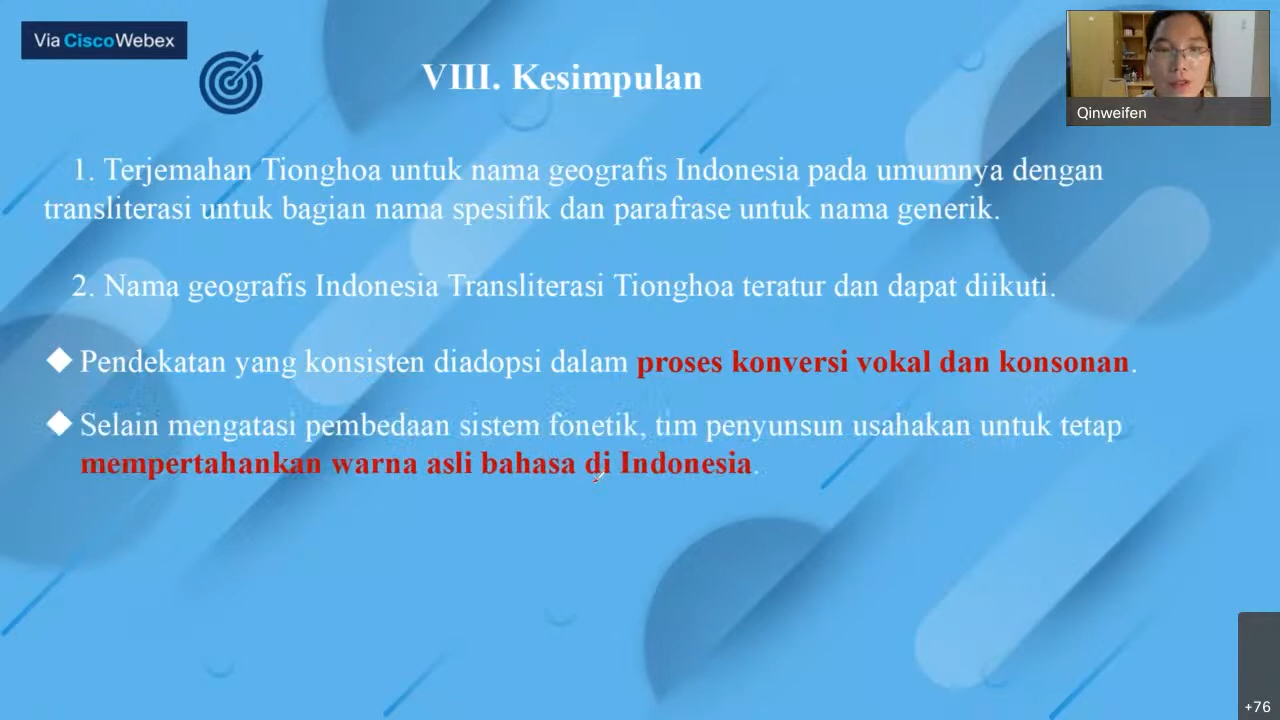 Via CiscoWebex
VIII. Kesimpulan
Qinweifen
1. Terjemahan Tionghoa untuk nama geografis Indonesia pada umumnya dengan
transliterasi untuk bagian nama spesifik dan parafrase untuk nama generik.
2. Nama geografis Indonesia Transliterasi Tionghoa teratur dan dapat diikuti.
◆ Pendekatan yang konsisten diadopsi dalam proses konversi vokal dan konsonan.
◆ Selain mengatasi pembedaan sistem fonetik, tim penyunsun usahakan untuk tetap
mempertahankan warna asli bahasa di Indonesia.
+76